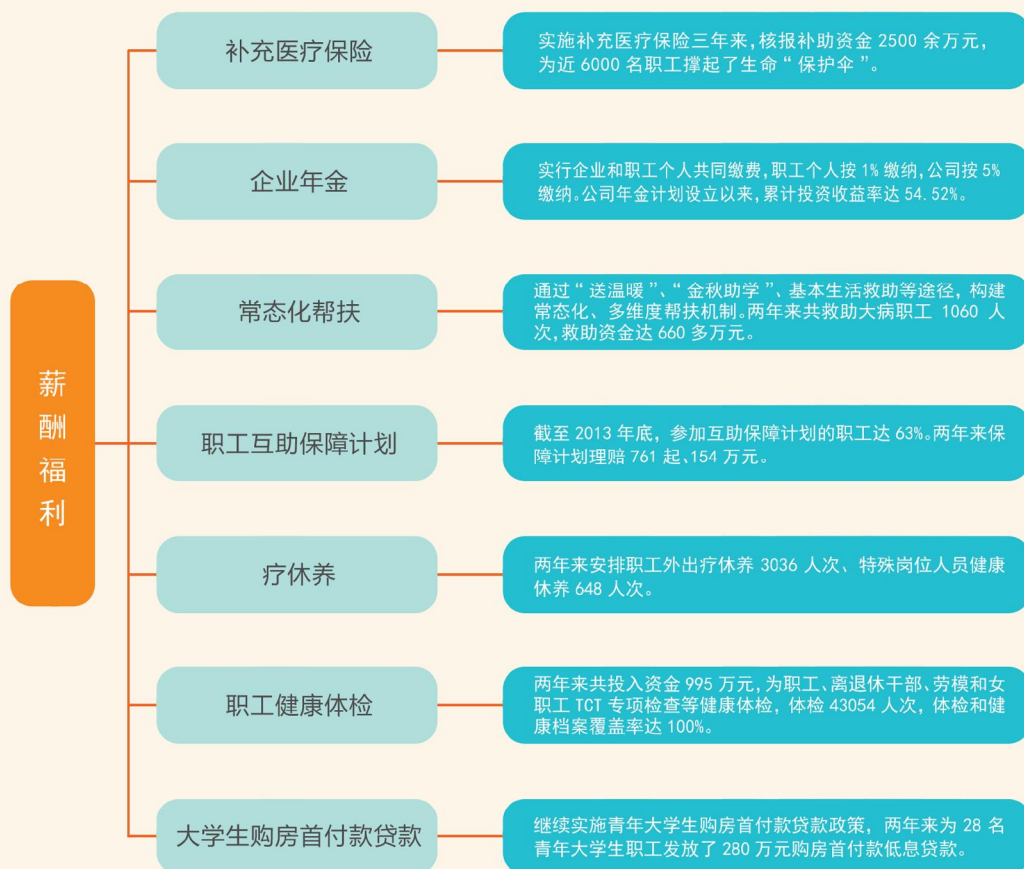 薪酬福利
补充医疗保险
实施补充医疗保险三年来,核报补助资金 2500 余万元,
为近 6000 名职工撑起了生命“保护伞”。
企业年金
实行企业和职工个人共同缴费,职工个人按 1% 缴纳,公司按 5%
缴纳。公司年金计划设立以来,累计投资收益率达 54.52%。
常态化帮扶
通过“送温暖”、“金秋助学”、基本生活救助等途径, 构建
常态化、多维度帮扶机制。两年来共救助大病职工 1060 人
次,救助资金达 660 多万元。
职工互助保障计划
截至 2013 年底, 参加互助保障计划的职工达 63%。两年来保
障计划理赔 761 起、154 万元。
疗休养
两年来安排职工外出疗休养 3036 人次、特殊岗位人员健康
休养 648 人次。
职工健康体检
两年来共投入资金 995 万元,为职工、离退休干部、劳模和女
职工 TCT 专项检查等健康体检, 体检 43054 人次, 体检和健
康档案覆盖率达 100%。
大学生购房首付款贷款
继续实施青年大学生购房首付款贷款政策, 两年来为 28 名
青年大学生职工发放了 280 万元购房首付款低息贷款。